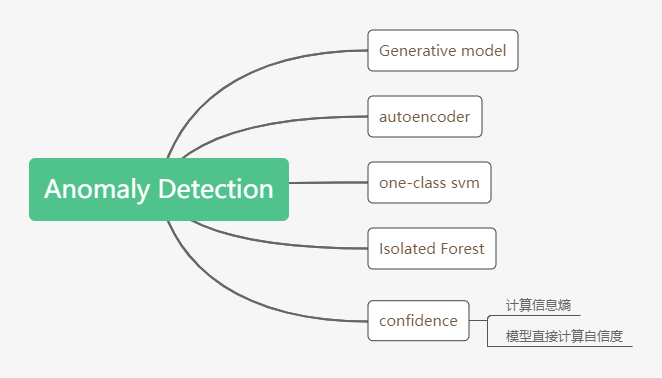 Anomaly Detection
Generative model
autoencoder
one-class svm
Isolated Forest
confidence
计算信息熵
模型直接计算自信度